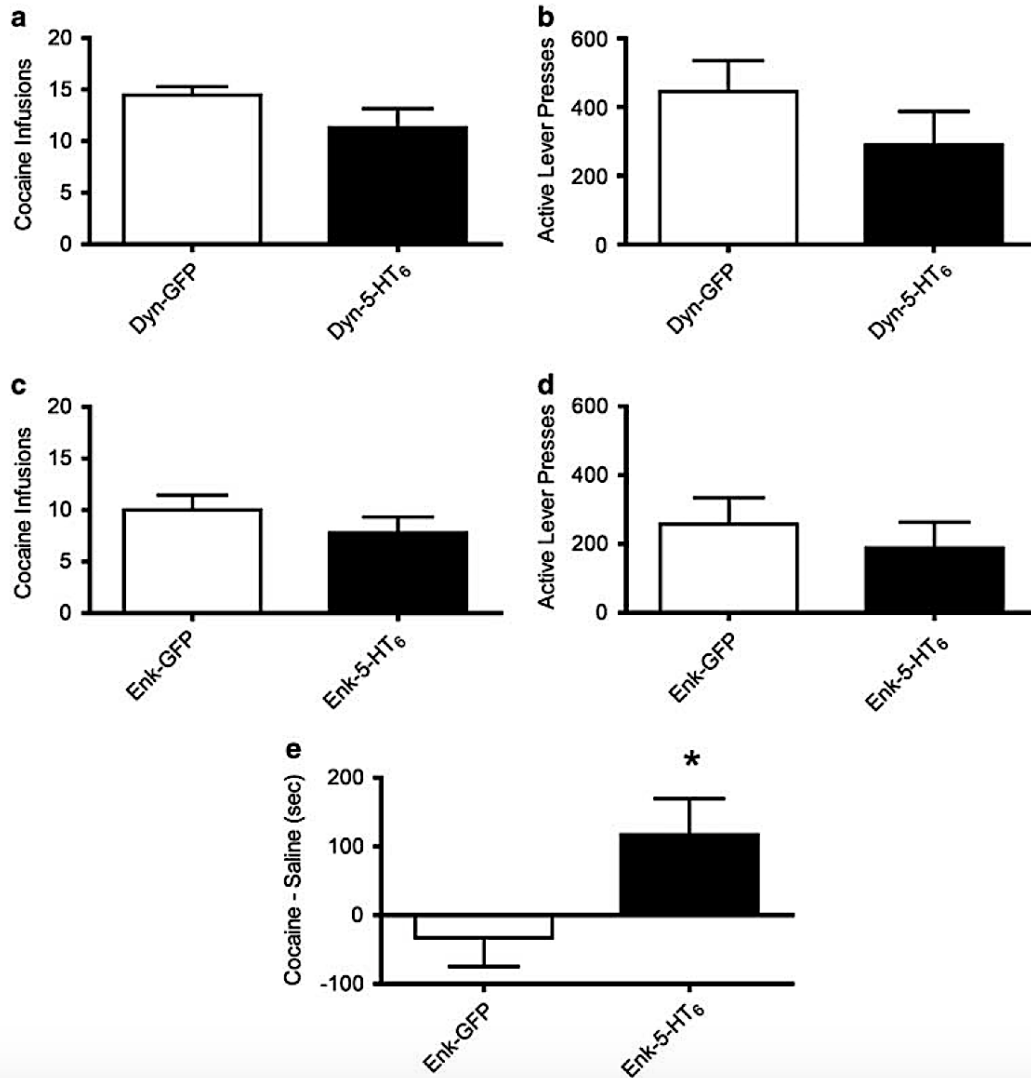 a
20
15
10
5
0
Cocaine Infusions
Dyn-GFP
Dyn-5-HT₆
b
600
400
200
0
Active Lever Presses
Dyn-GFP
Dyn-5-HT₆
c
20
15
10
5
0
Cocaine Infusions
Enk-GFP
Enk-5-HT₆
d
600
400
200
0
Active Lever Presses
Enk-GFP
Enk-5-HT₆
e
*
200
100
0
-100
Cocaine - Saline (sec)
Enk-GFP
Enk-5-HT₆